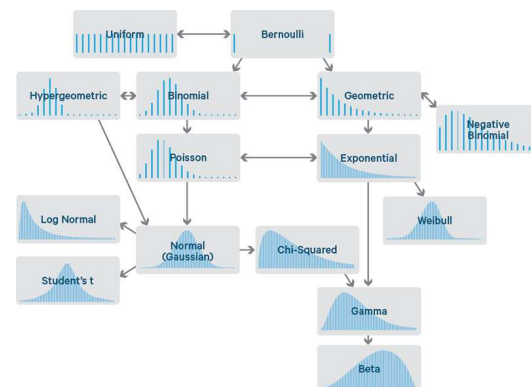 Uniform
Bernoulli
Hypergeometric
Binomial
Geometric
Negative
Binomial
Poisson
Exponential
Log Normal
Weibull
Normal
(Gaussian)
Chi-Squared
Student's t
Gamma
Beta